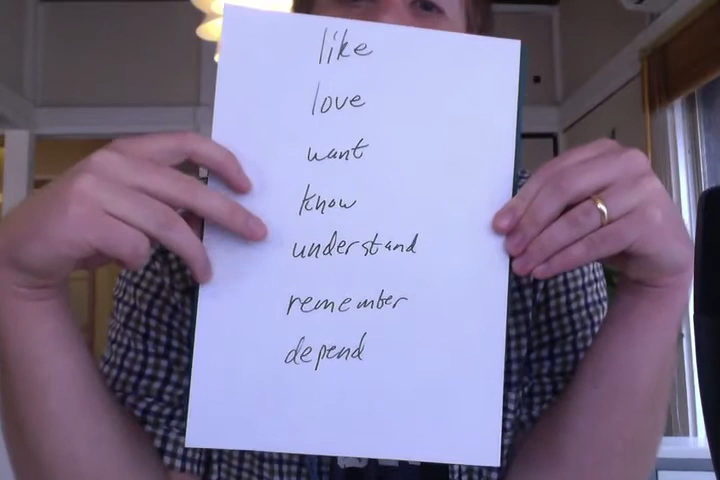 like
love
want
know
understand
remember
depend